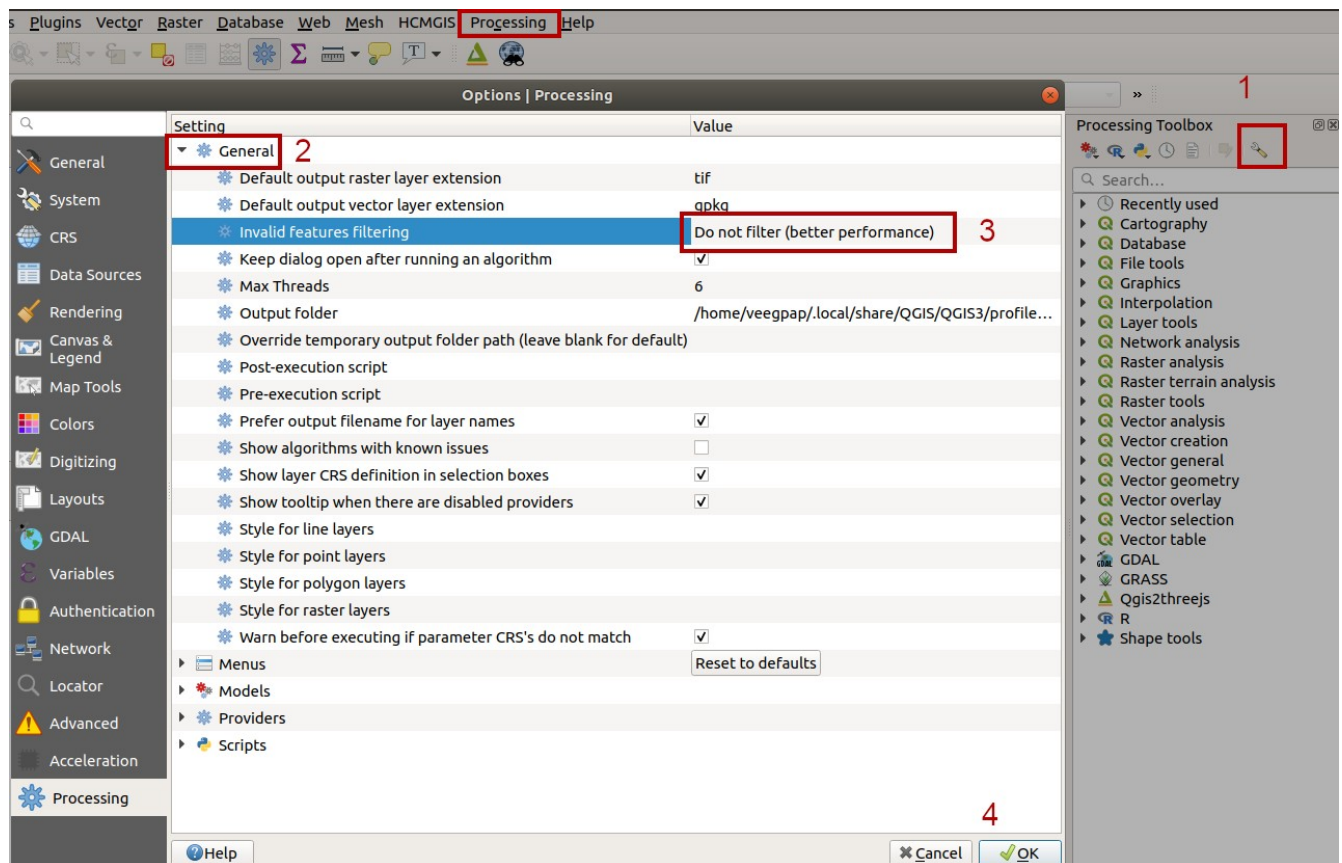 s Plugins Vector Raster Database Web Mesh HCMGIS Processing Help
Options | Processing
»
1
Processing Toolbox
Search...
Recently used
Cartography
Database
File tools
Graphics
Interpolation
Layer tools
Network analysis
Raster analysis
Raster terrain analysis
Raster tools
Vector analysis
Vector creation
Vector general
Vector geometry
Vector overlay
Vector selection
Vector table
GDAL
GRASS
Qgis2threejs
R
Shape tools
General
System
CRS
Data Sources
Rendering
Canvas &
Legend
Map Tools
Colors
Digitizing
Layouts
GDAL
Variables
Authentication
Network
Locator
Advanced
Acceleration
Processing
Setting Value
General 2
Default output raster layer extension tif
Default output vector layer extension gpkg
Invalid features filtering Do not filter (better performance) 3
Keep dialog open after running an algorithm
Max Threads 6
Output folder /home/veegpap/.local/share/QGIS/QGIS3/profile...
Override temporary output folder path (leave blank for default)
Post-execution script
Pre-execution script
Prefer output filename for layer names
Show algorithms with known issues
Show layer CRS definition in selection boxes
Show tooltip when there are disabled providers
Style for line layers
Style for point layers
Style for polygon layers
Style for raster layers
Warn before executing if parameter CRS's do not match
Menus Reset to defaults
Models
Providers
Scripts
4
Help Cancel OK